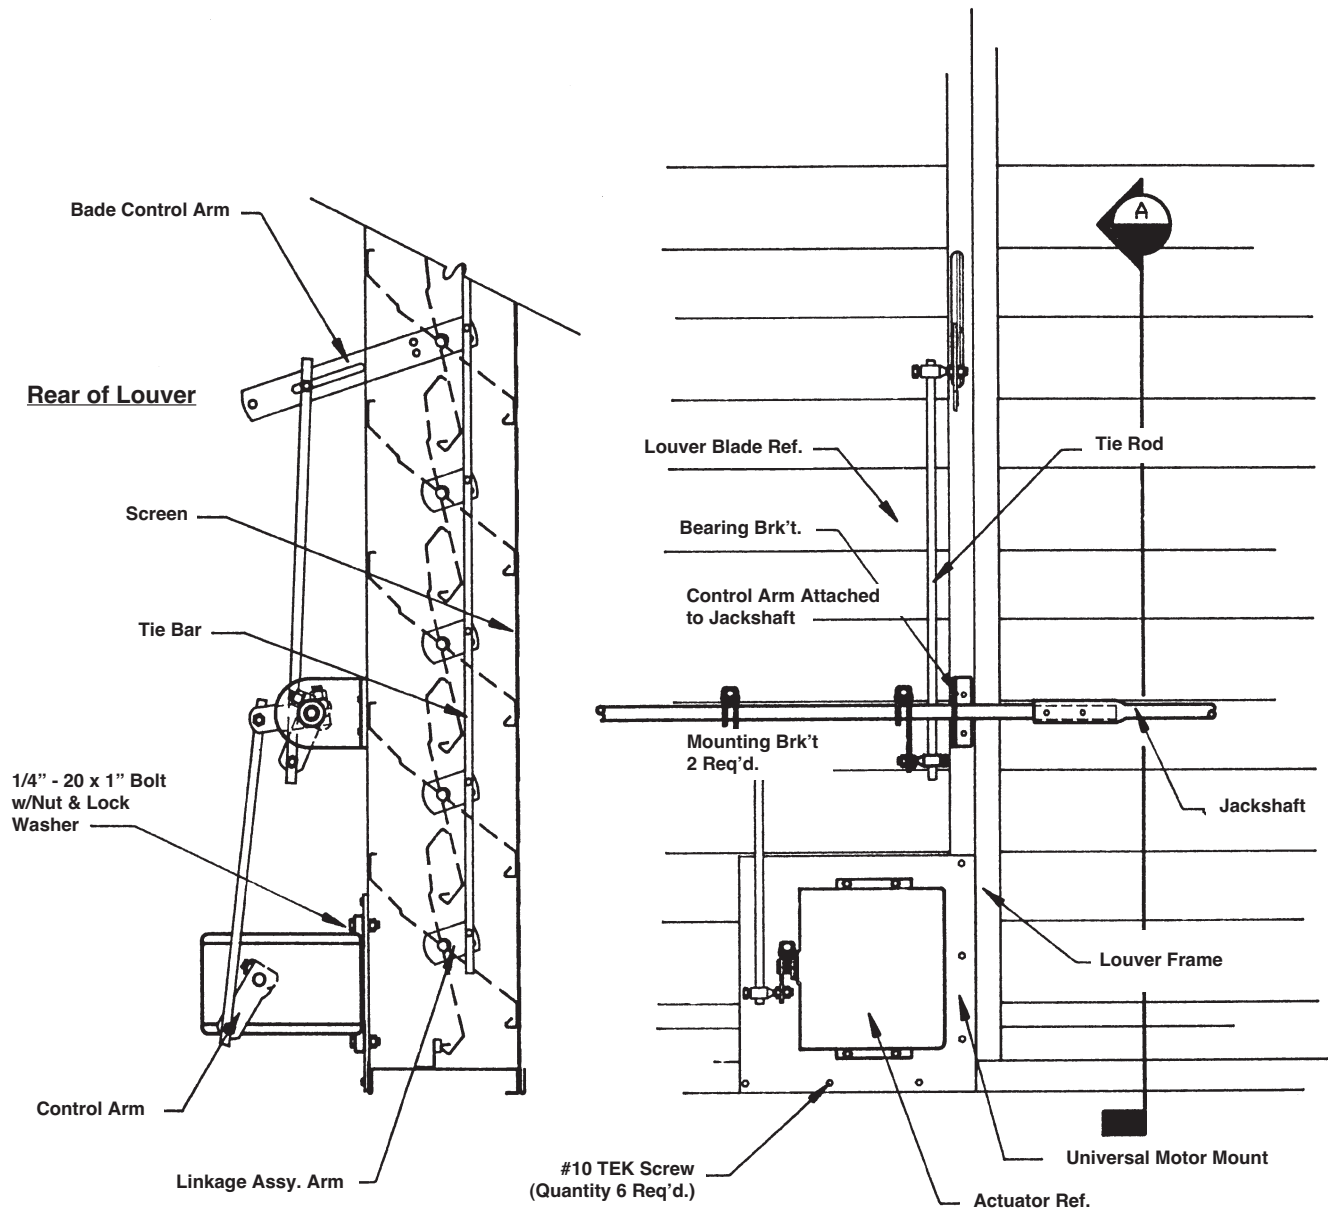 Bade Control Arm
Rear of Louver
Screen
Tie Bar
1/4” - 20 x 1” Bolt
w/Nut & Lock
Washer
Control Arm
Linkage Assy. Arm
A
Louver Blade Ref.
Tie Rod
Bearing Brk’t.
Control Arm Attached
to Jackshaft
Mounting Brk’t
2 Req’d.
Jackshaft
Louver Frame
Universal Motor Mount
#10 TEK Screw
(Quantity 6 Req’d.)
Actuator Ref.